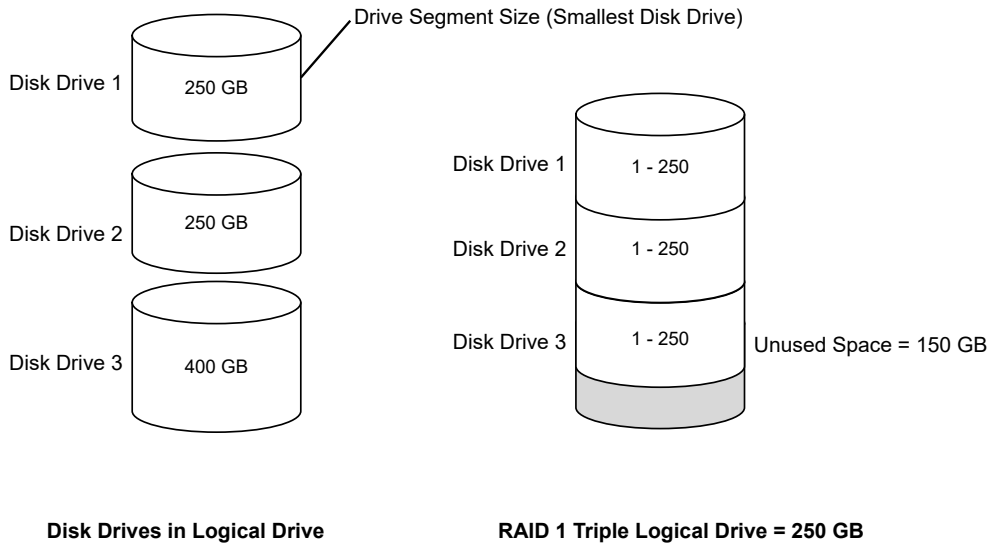 Drive Segment Size (Smallest Disk Drive)
Disk Drive 1
250 GB
Disk Drive 2
250 GB
Disk Drive 3
400 GB
Disk Drive 1
1 - 250
Disk Drive 2
1 - 250
Disk Drive 3
1 - 250
Unused Space = 150 GB
Disk Drives in Logical Drive
RAID 1 Triple Logical Drive = 250 GB